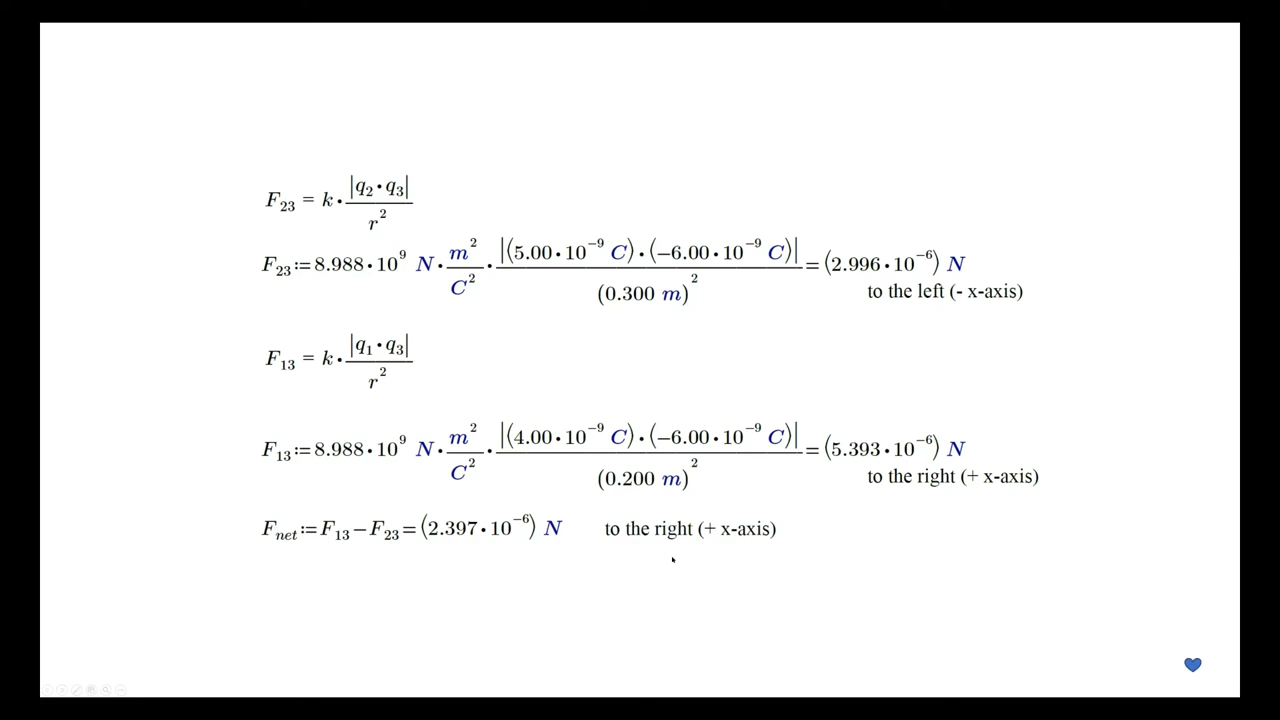 F₂₃ = k · |q₂ · q₃| / r²
F₂₃ := 8.988 · 10⁹ N · m²/C² · |(5.00 · 10⁻⁹ C) · (−6.00 · 10⁻⁹ C)| / (0.300 m)² = (2.996 · 10⁻⁶) N
to the left (- x-axis)
F₁₃ = k · |q₁ · q₃| / r²
F₁₃ := 8.988 · 10⁹ N · m²/C² · |(4.00 · 10⁻⁹ C) · (−6.00 · 10⁻⁹ C)| / (0.200 m)² = (5.393 · 10⁻⁶) N
to the right (+ x-axis)
F_net := F₁₃ − F₂₃ = (2.397 · 10⁻⁶) N to the right (+ x-axis)